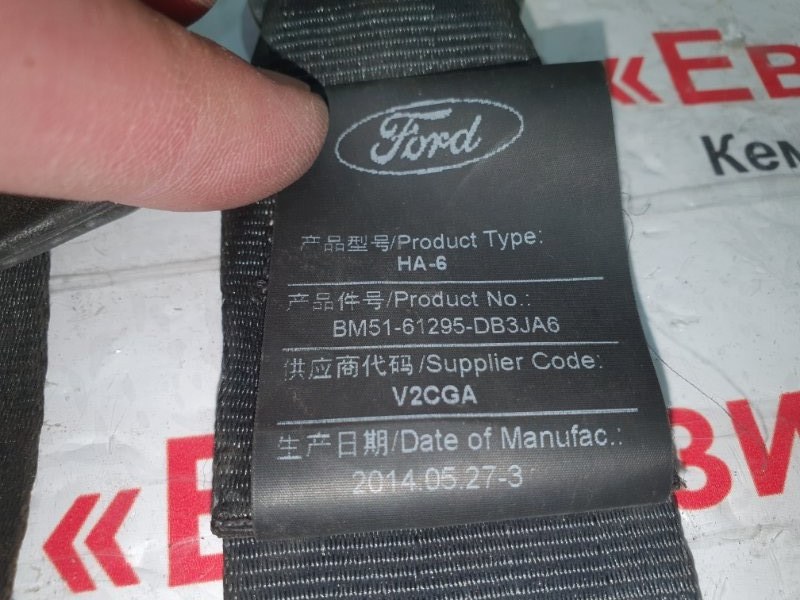 Ford
«Ев
Кем
产品型号/Product Type:
HA-6
产品件号/Product No.:
BM51-61295-DB3JA6
供应商代码/Supplier Code:
V2CGA
生产日期/Date of Manufac.:
2014.05.27-3